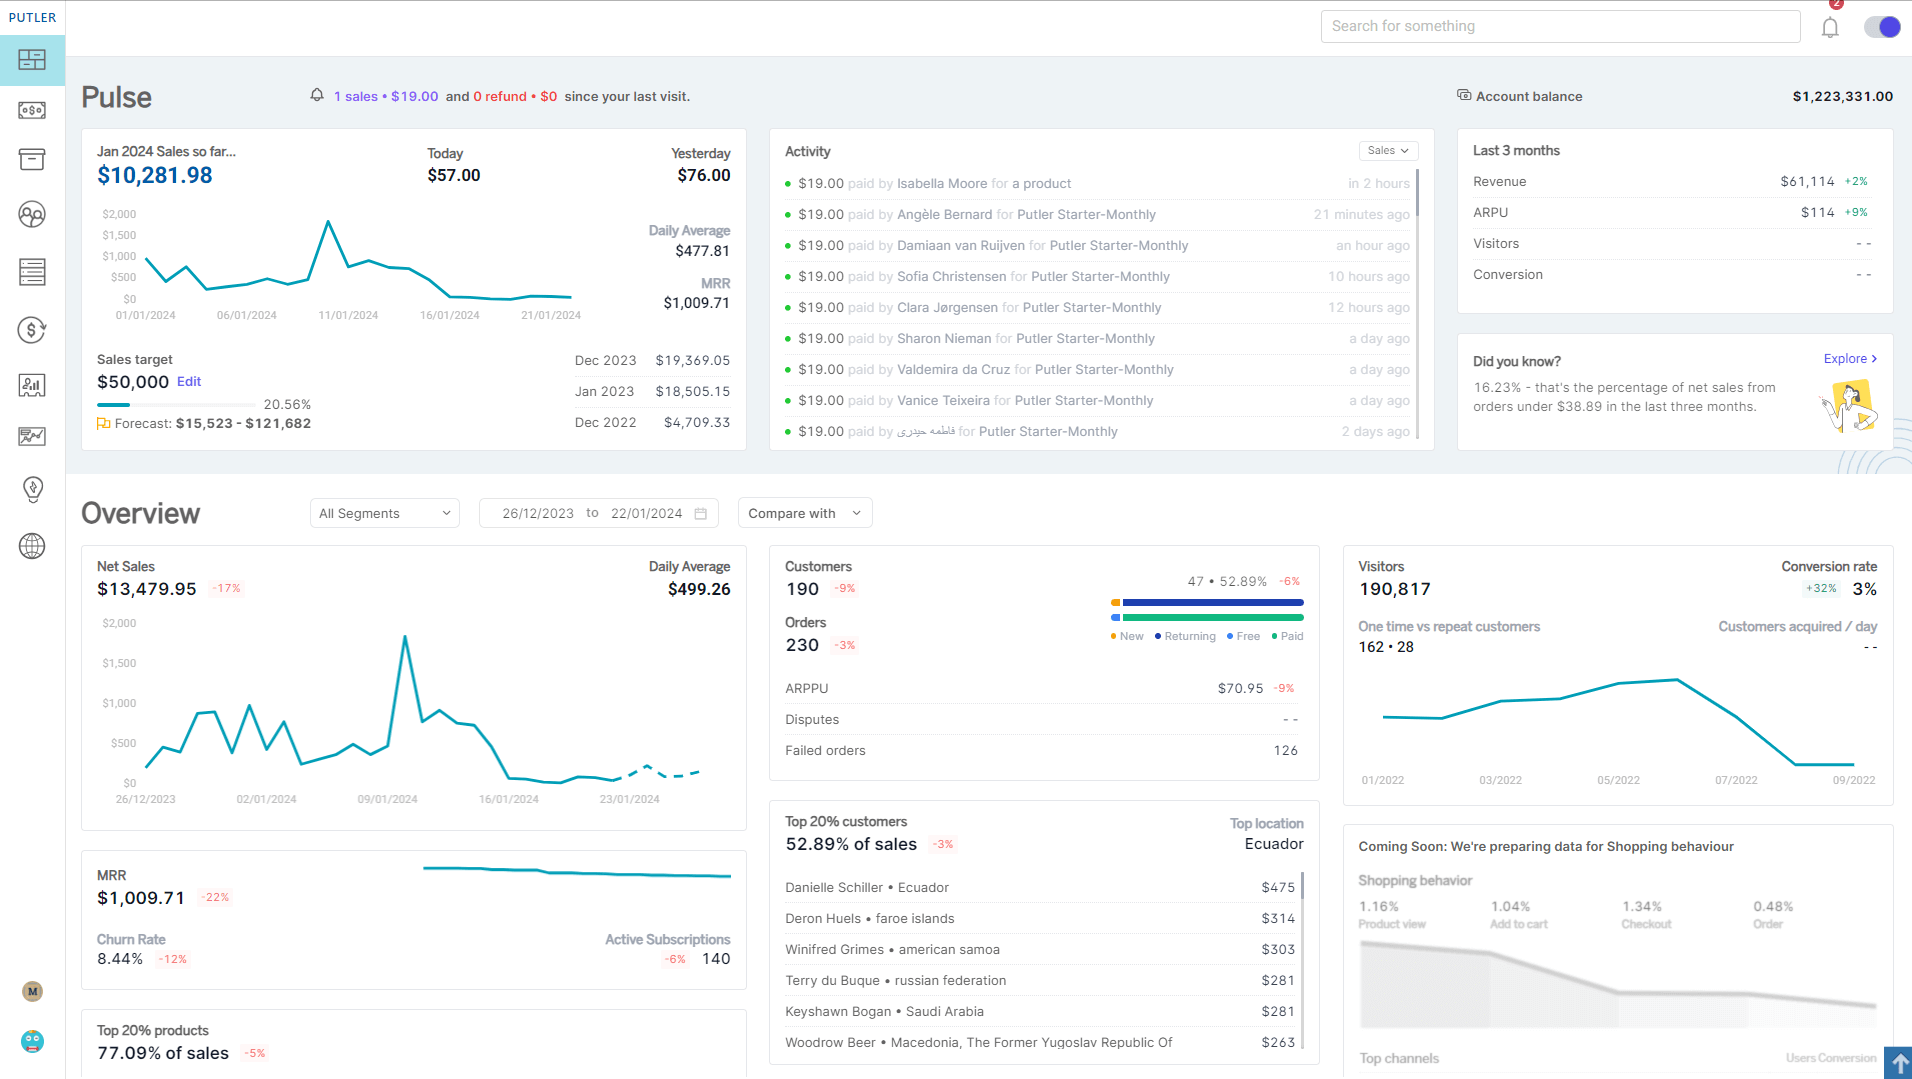 PUTLER
Search for something
2
Pulse
1 sales • $19.00 and 0 refund • $0 since your last visit.
Account balance $1,223,331.00
Jan 2024 Sales so far...
$10,281.98
Today
$57.00
Yesterday
$76.00
$2,000
$1,500
$1,000
$500
$0
01/01/2024 06/01/2024 11/01/2024 16/01/2024 21/01/2024
Daily Average
$477.81
MRR
$1,009.71
Sales target
$50,000 Edit
20.56%
Forecast: $15,523 - $121,682
Dec 2023 $19,369.05
Jan 2023 $18,505.15
Dec 2022 $4,709.33
Activity
Sales
$19.00 paid by Isabella Moore for a product in 2 hours
$19.00 paid by Angèle Bernard for Putler Starter-Monthly 21 minutes ago
$19.00 paid by Damiaan van Ruijven for Putler Starter-Monthly an hour ago
$19.00 paid by Sofia Christensen for Putler Starter-Monthly 10 hours ago
$19.00 paid by Clara Jørgensen for Putler Starter-Monthly 12 hours ago
$19.00 paid by Sharon Nieman for Putler Starter-Monthly a day ago
$19.00 paid by Valdemira da Cruz for Putler Starter-Monthly a day ago
$19.00 paid by Vanice Teixeira for Putler Starter-Monthly a day ago
$19.00 paid by فاطمه حیدری for Putler Starter-Monthly 2 days ago
Last 3 months
Revenue $61,114 +2%
ARPU $114 +9%
Visitors - -
Conversion - -
Did you know?
Explore
16.23% - that's the percentage of net sales from
orders under $38.89 in the last three months.
Overview
All Segments
26/12/2023 to 22/01/2024
Compare with
Net Sales
$13,479.95 -17%
Daily Average
$499.26
$2,000
$1,500
$1,000
$500
$0
26/12/2023 02/01/2024 09/01/2024 16/01/2024 23/01/2024
MRR
$1,009.71 -22%
Churn Rate
8.44% -12%
Active Subscriptions
-6% 140
Top 20% products
77.09% of sales -5%
Customers
190 -9%
Orders
230 -3%
47 • 52.89% -6%
New Returning Free Paid
ARPPU $70.95 -9%
Disputes - -
Failed orders 126
Top 20% customers
52.89% of sales -3%
Top location
Ecuador
Danielle Schiller • Ecuador $475
Deron Huels • faroe islands $314
Winifred Grimes • american samoa $303
Terry du Buque • russian federation $281
Keyshawn Bogan • Saudi Arabia $281
Woodrow Beer • Macedonia, The Former Yugoslav Republic Of $263
Visitors
190,817
Conversion rate
+32% 3%
One time vs repeat customers
162 • 28
Customers acquired / day
- -
01/2022 03/2022 05/2022 07/2022 09/2022
Coming Soon: We're preparing data for Shopping behaviour
Shopping behavior
1.16% 1.04% 1.34% 0.48%
Product view Add to cart Checkout Order
Top channels Users Conversion
M